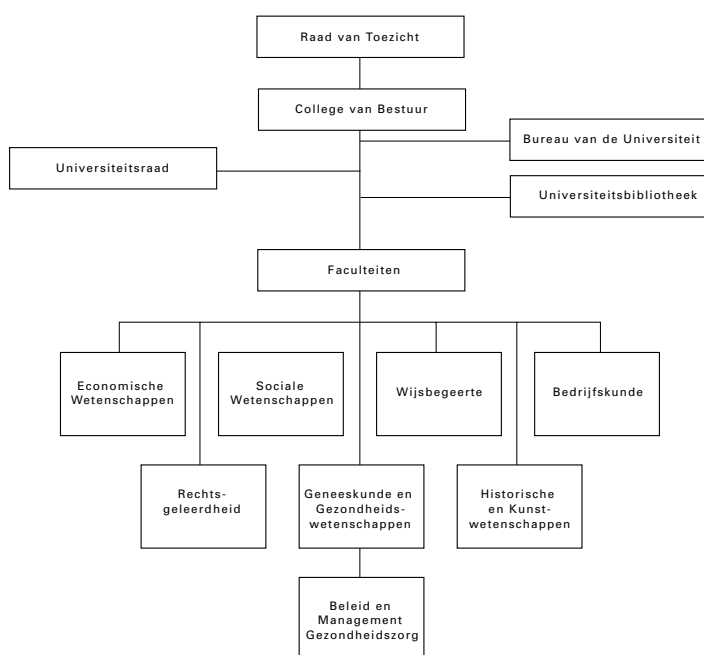 Raad van Toezicht
College van Bestuur
Bureau van de Universiteit
Universiteitsraad
Universiteitsbibliotheek
Faculteiten
Economische
Wetenschappen
Sociale
Wetenschappen
Wijsbegeerte
Bedrijfskunde
Rechts-
geleerdheid
Geneeskunde en
Gezondheids-
wetenschappen
Historische
en Kunst-
wetenschappen
Beleid en
Management
Gezondheidszorg